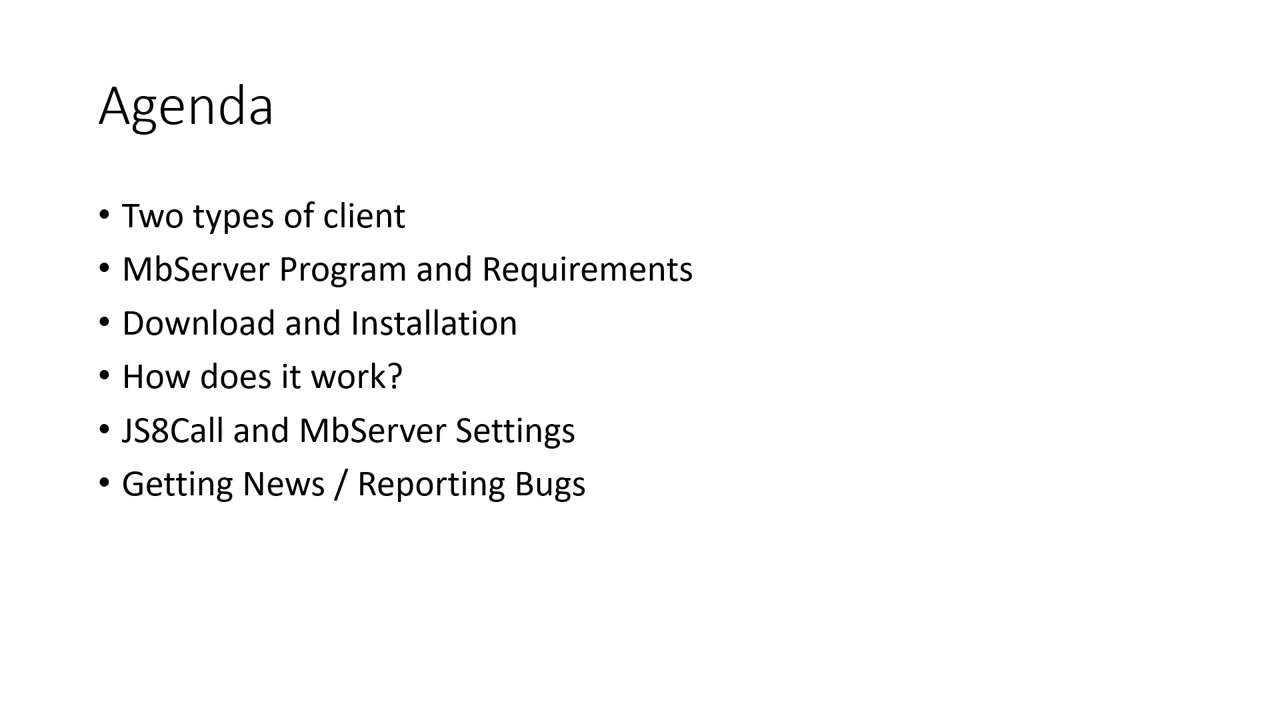 Agenda
• Two types of client
• MbServer Program and Requirements
• Download and Installation
• How does it work?
• JS8Call and MbServer Settings
• Getting News / Reporting Bugs